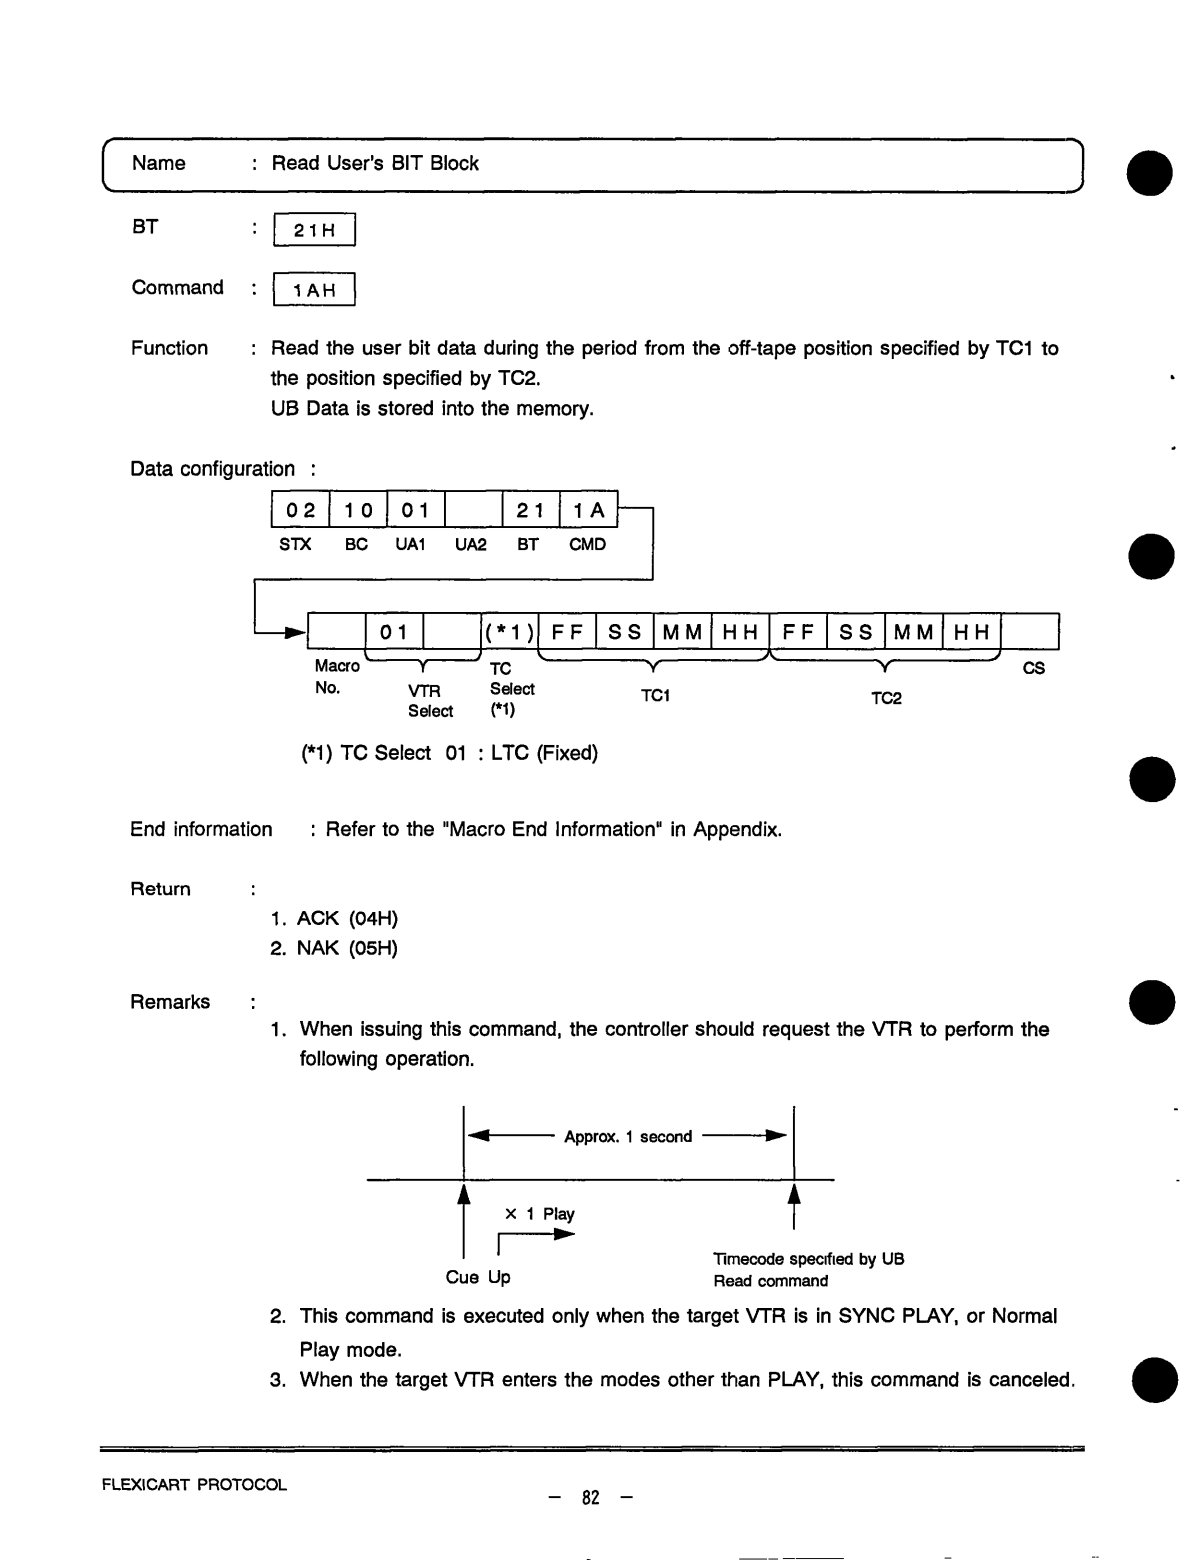 Name : Read User's BIT Block
BT : 21H
Command : 1AH
Function : Read the user bit data during the period from the off-tape position specified by TC1 to
the position specified by TC2.
UB Data is stored into the memory.
Data configuration :
02 10 01 21 1A
STX BC UA1 UA2 BT CMD
01 (*1) FF SS MM HH FF SS MM HH
Macro No. VTR Select TC Select (*1) TC1 TC2 CS
(*1) TC Select 01 : LTC (Fixed)
End information : Refer to the "Macro End Information" in Appendix.
Return :
1. ACK (04H)
2. NAK (05H)
Remarks :
1. When issuing this command, the controller should request the VTR to perform the
following operation.
Approx. 1 second
× 1 Play
Cue Up
Timecode specified by UB
Read command
2. This command is executed only when the target VTR is in SYNC PLAY, or Normal
Play mode.
3. When the target VTR enters the modes other than PLAY, this command is canceled.
FLEXICART PROTOCOL
– 82 –